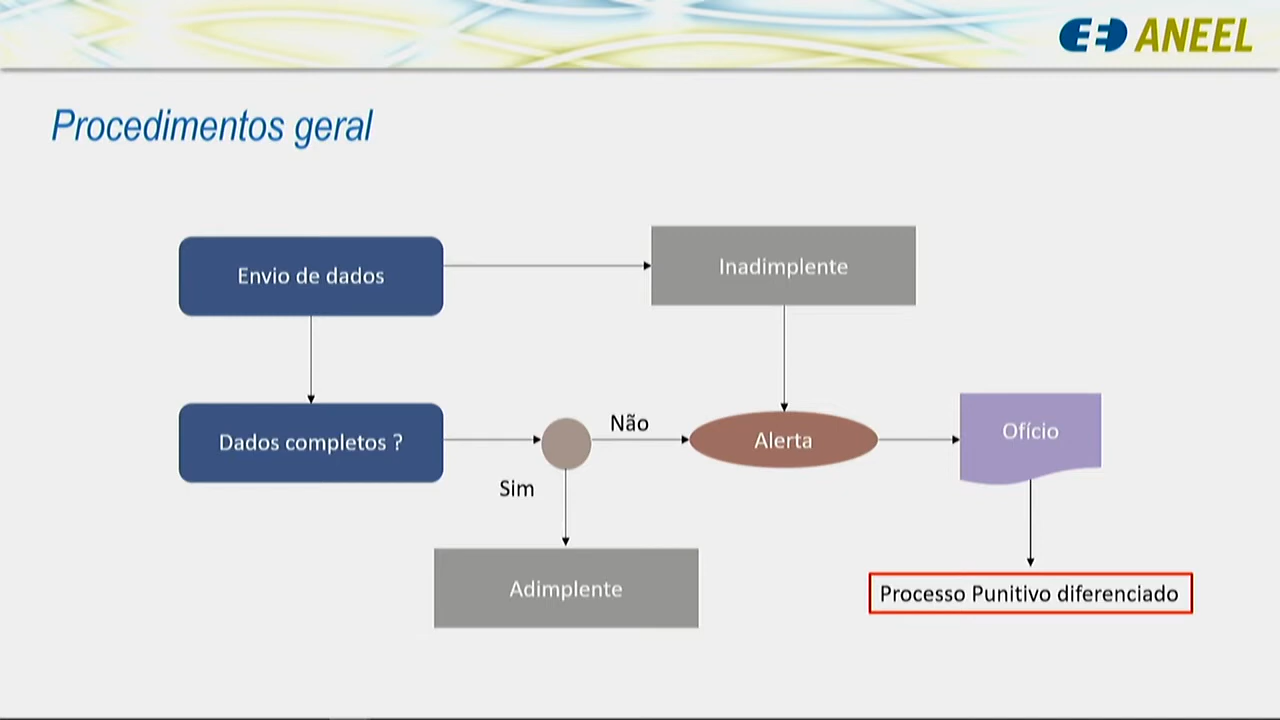 ANEEL
Procedimentos geral
Envio de dados
Inadimplente
Dados completos ?
Não
Alerta
Ofício
Sim
Adimplente
Processo Punitivo diferenciado